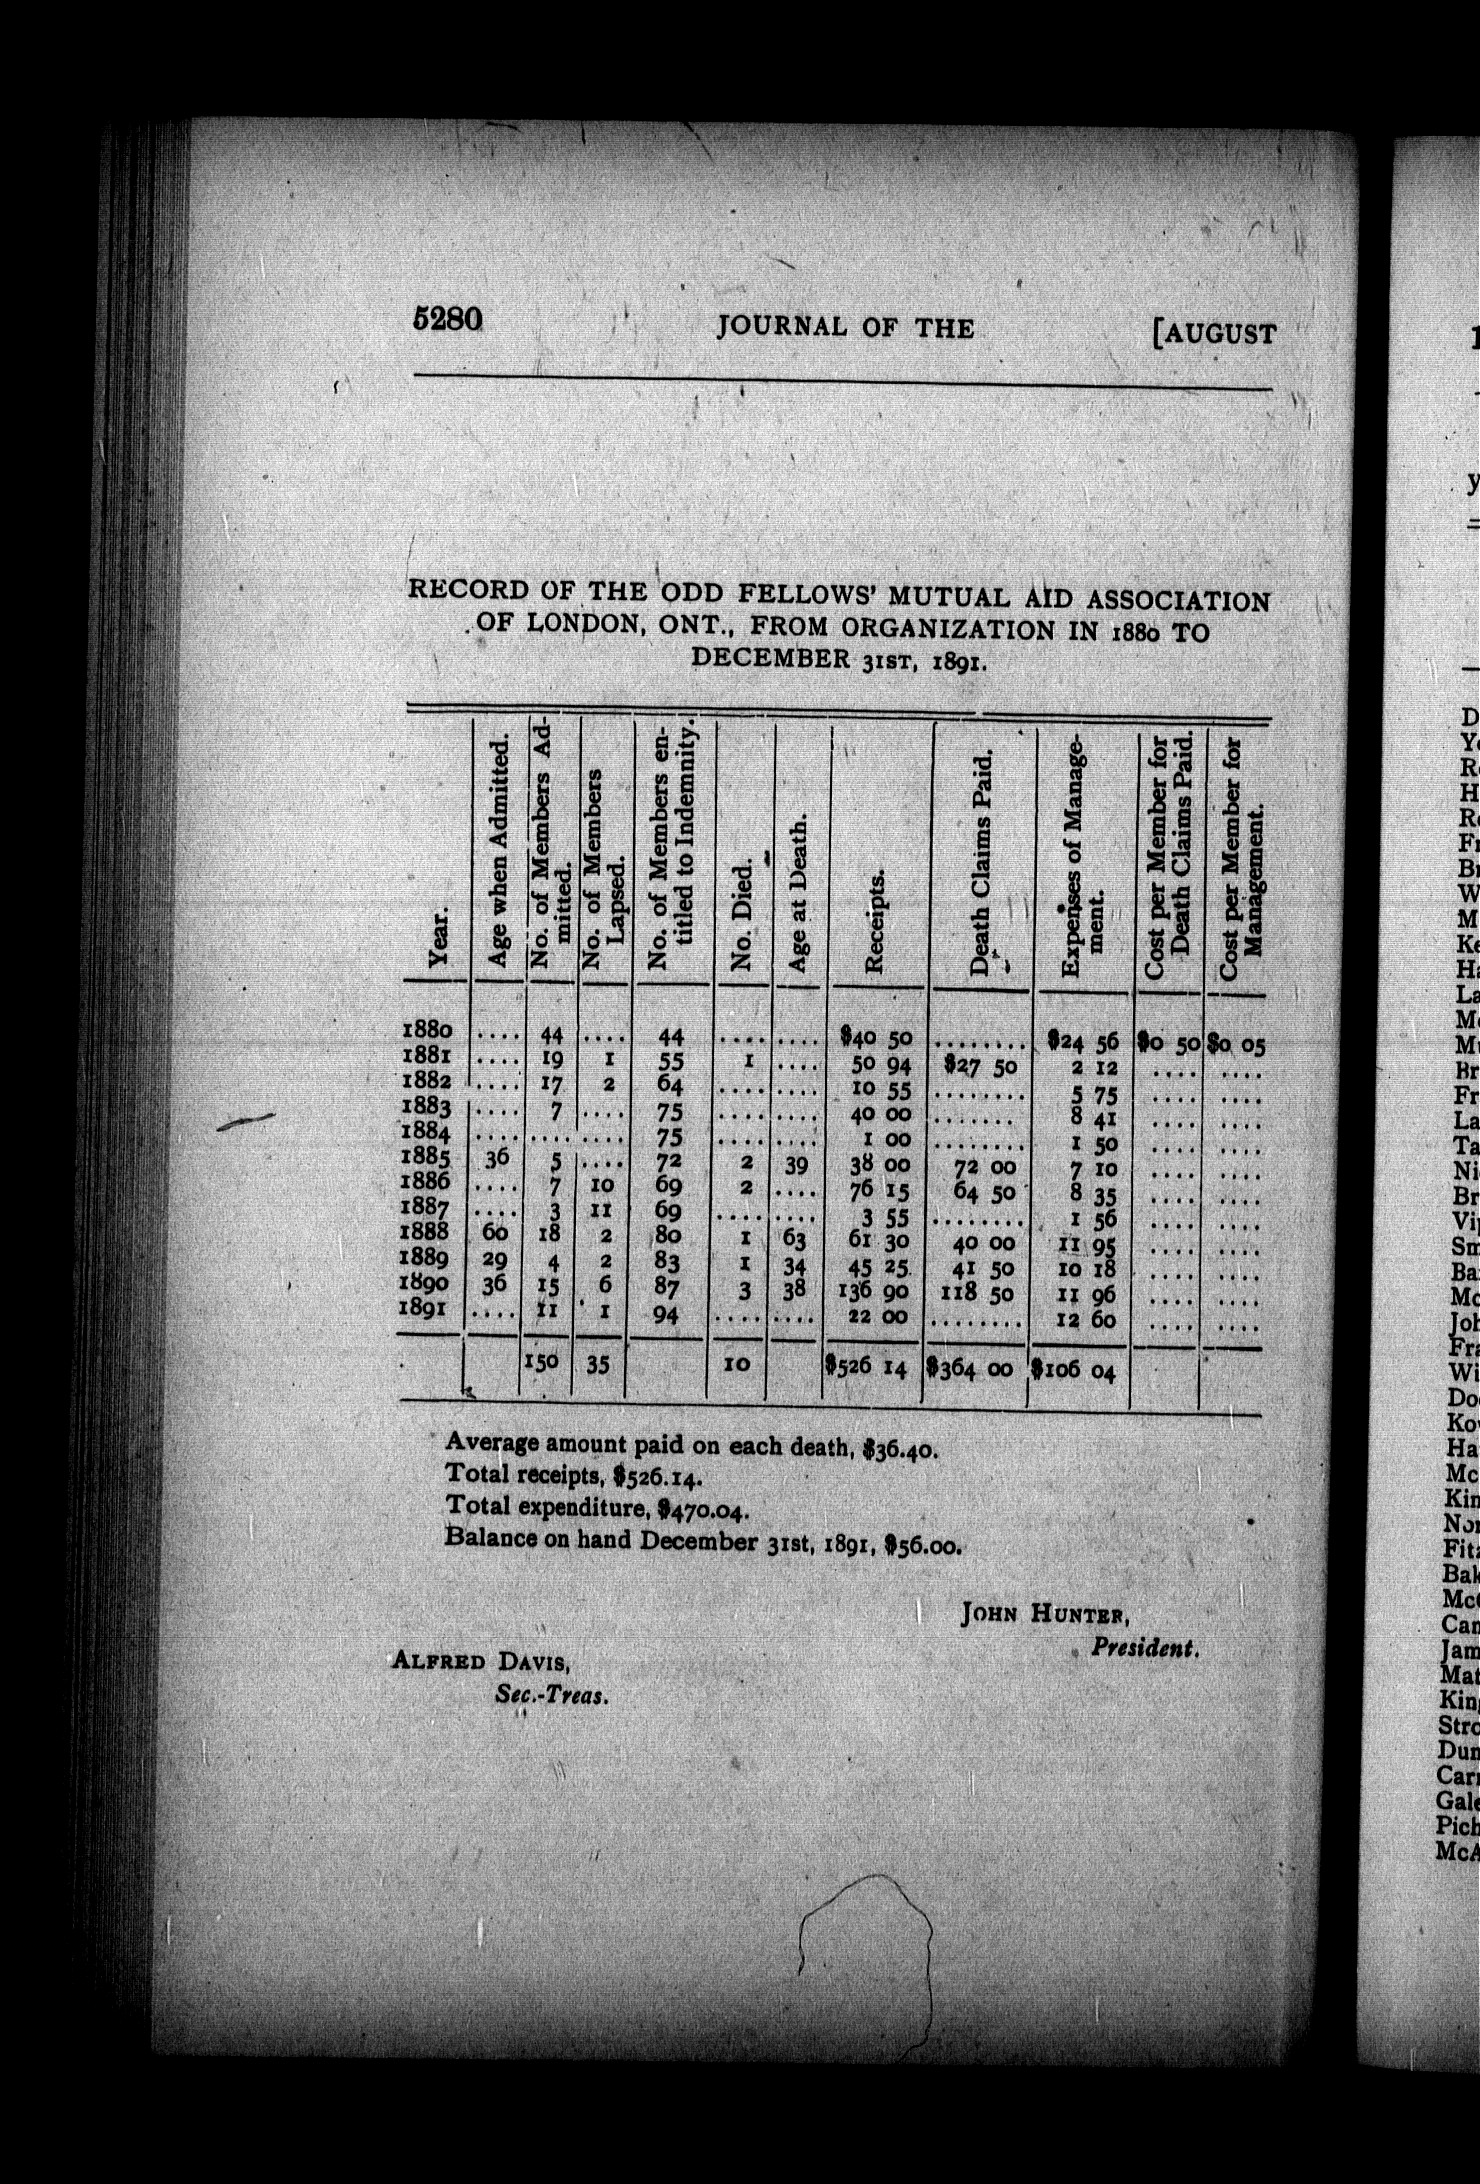 5280 JOURNAL OF THE [AUGUST
RECORD OF THE ODD FELLOWS' MUTUAL AID ASSOCIATION
OF LONDON, ONT., FROM ORGANIZATION IN 1880 TO
DECEMBER 31ST, 1891.
Year. Age when Admitted. No. of Members Ad-mitted. No. of Members Lapsed. No. of Members en-titled to Indemnity. No. Died. Age at Death. Receipts. Death Claims Paid. Expenses of Manage-ment. Cost per Member for Death Claims Paid. Cost per Member for Management.
1880 .... 44 .... 44 .... .... $40 50 ........ $24 56 $0 50 $0 05
1881 .... 19 1 55 1 .... 50 94 $27 50 2 12 .... ....
1882 .... 17 2 64 .... .... 10 55 ........ 5 75 .... ....
1883 .... 7 .... 75 .... .... 40 00 ....... 8 41 .... ....
1884 .... .... .... 75 .... .... 1 00 ........ 1 50 .... ....
1885 36 5 .... 72 2 39 38 00 72 00 7 10 .... ....
1886 .... 7 10 69 2 .... 76 15 64 50 8 35 .... ....
1887 .... 3 11 69 .... .... 3 55 ........ 1 56 .... ....
1888 60 18 2 80 1 63 61 30 40 00 11 95 .... ....
1889 29 4 2 83 1 34 45 25 41 50 10 18 .... ....
1890 36 15 6 87 3 38 136 90 118 50 11 96 .... ....
1891 .... 11 1 94 .... .... 22 00 ........ 12 60 .... ....
150 35 10 $526 14 $364 00 $106 04
Average amount paid on each death, $36.40.
Total receipts, $526.14.
Total expenditure, $470.04.
Balance on hand December 31st, 1891, $56.00.
JOHN HUNTER,
President.
ALFRED DAVIS,
Sec.-Treas.